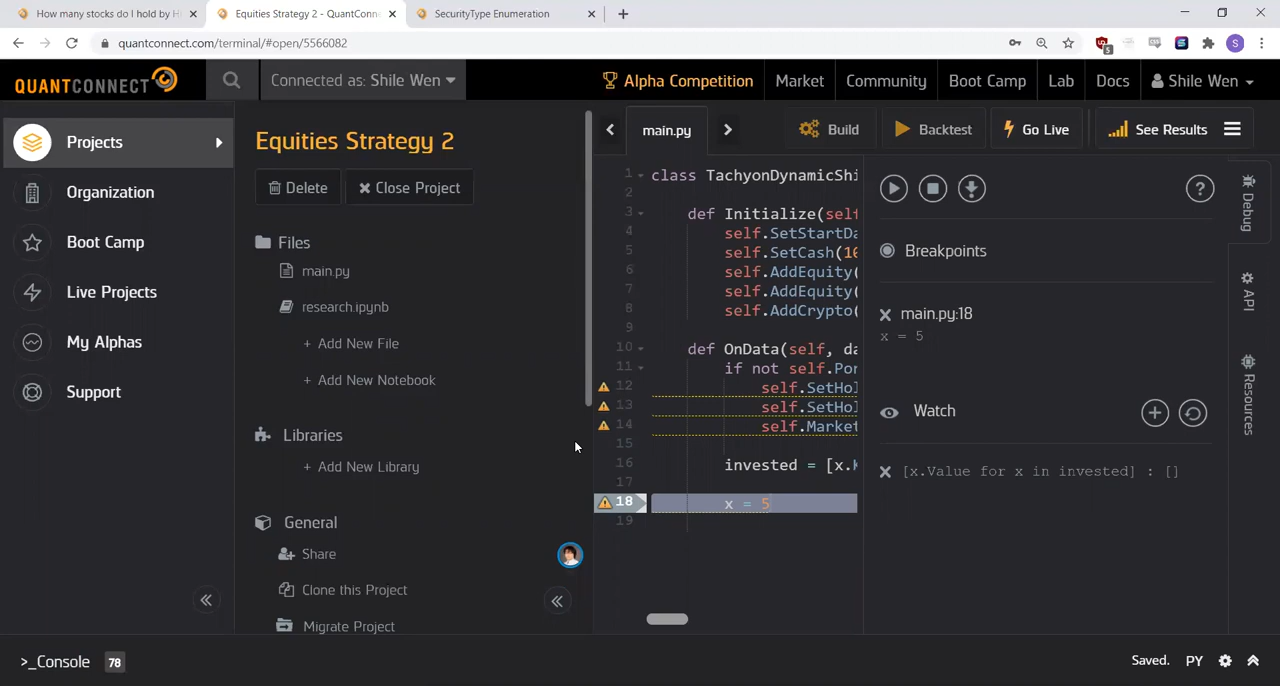 How many stocks do I hold by H
Equities Strategy 2 - QuantConne
SecurityType Enumeration
quantconnect.com/terminal/#open/5566082
5
S
QUANTCONNECT
Connected as: Shile Wen
Alpha Competition
Market
Community
Boot Camp
Lab
Docs
Shile Wen
Projects
Organization
Boot Camp
Live Projects
My Alphas
Support
Equities Strategy 2
Delete
Close Project
Files
main.py
research.ipynb
+ Add New File
+ Add New Notebook
Libraries
+ Add New Library
General
Share
Clone this Project
Migrate Project
main.py
Build
Backtest
Go Live
See Results
1 class TachyonDynamicShi
2
3 def Initialize(self
4 self.SetStartDa
5 self.SetCash(10
6 self.AddEquity(
7 self.AddEquity(
8 self.AddCrypto(
9
10 def OnData(self, da
11 if not self.Por
12 self.SetHol
13 self.SetHol
14 self.Market
15
16 invested = [x.K
17
18 x = 5
19
?
Breakpoints
main.py:18
x = 5
Watch
[x.Value for x in invested] : []
Debug
API
Resources
>_Console 78
Saved. PY